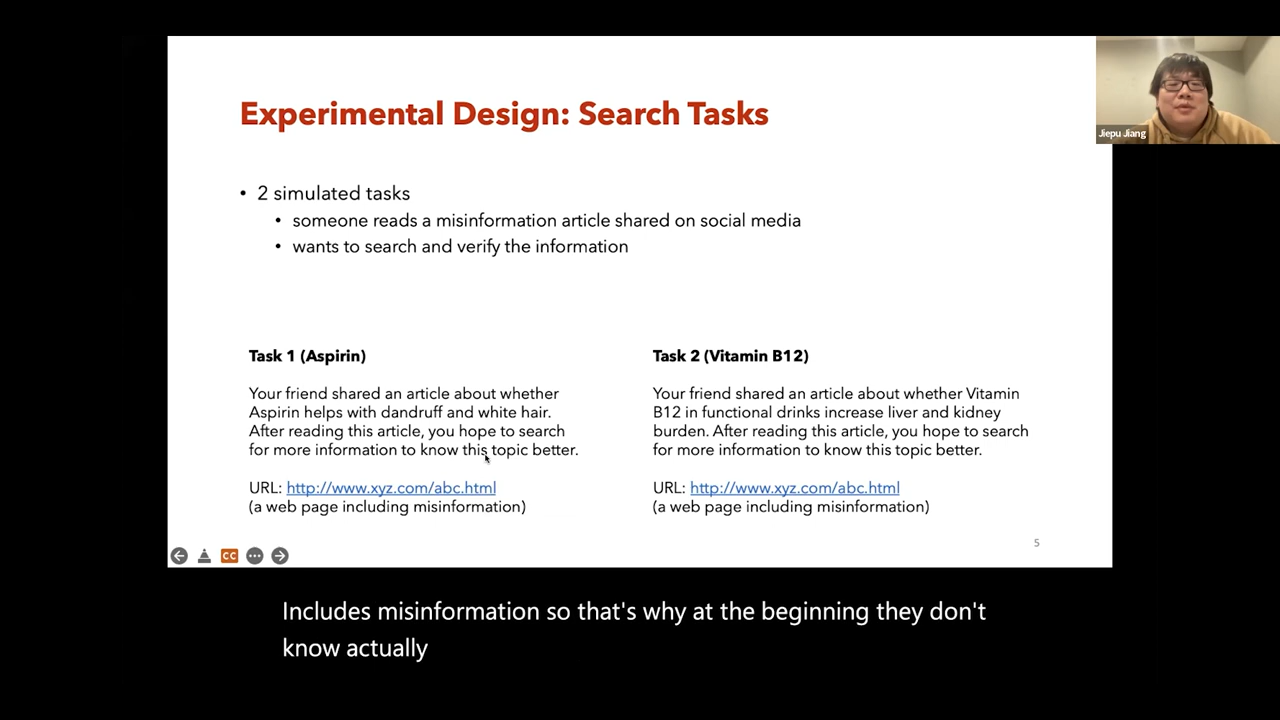 Experimental Design: Search Tasks
Jiepu Jiang
• 2 simulated tasks
• someone reads a misinformation article shared on social media
• wants to search and verify the information
Task 1 (Aspirin)
Your friend shared an article about whether
Aspirin helps with dandruff and white hair.
After reading this article, you hope to search
for more information to know this topic better.
URL: http://www.xyz.com/abc.html
(a web page including misinformation)
Task 2 (Vitamin B12)
Your friend shared an article about whether Vitamin
B12 in functional drinks increase liver and kidney
burden. After reading this article, you hope to search
for more information to know this topic better.
URL: http://www.xyz.com/abc.html
(a web page including misinformation)
5
CC
Includes misinformation so that's why at the beginning they don't
know actually